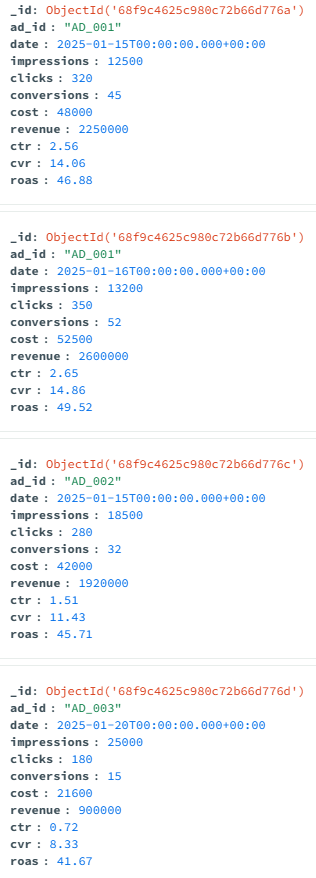 _id: ObjectId('68f9c4625c980c72b66d776a')
ad_id : "AD_001"
date : 2025-01-15T00:00:00.000+00:00
impressions : 12500
clicks : 320
conversions : 45
cost : 48000
revenue : 2250000
ctr : 2.56
cvr : 14.06
roas : 46.88
_id: ObjectId('68f9c4625c980c72b66d776b')
ad_id : "AD_001"
date : 2025-01-16T00:00:00.000+00:00
impressions : 13200
clicks : 350
conversions : 52
cost : 52500
revenue : 2600000
ctr : 2.65
cvr : 14.86
roas : 49.52
_id: ObjectId('68f9c4625c980c72b66d776c')
ad_id : "AD_002"
date : 2025-01-15T00:00:00.000+00:00
impressions : 18500
clicks : 280
conversions : 32
cost : 42000
revenue : 1920000
ctr : 1.51
cvr : 11.43
roas : 45.71
_id: ObjectId('68f9c4625c980c72b66d776d')
ad_id : "AD_003"
date : 2025-01-20T00:00:00.000+00:00
impressions : 25000
clicks : 180
conversions : 15
cost : 21600
revenue : 900000
ctr : 0.72
cvr : 8.33
roas : 41.67